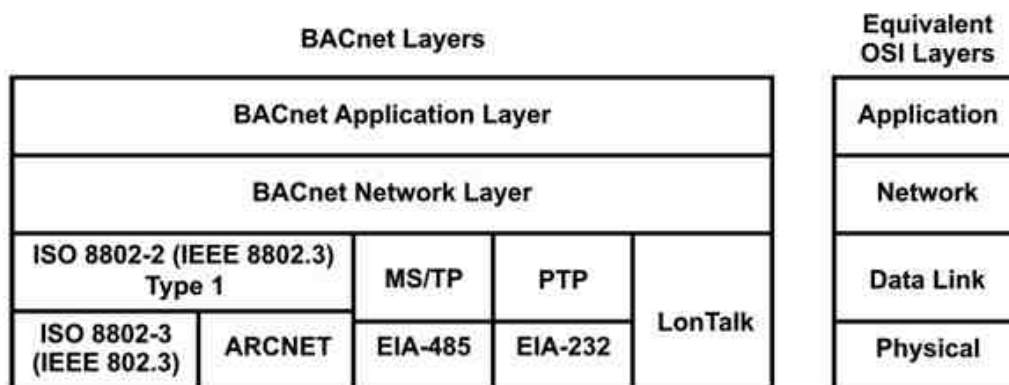 BACnet Layers
Equivalent
OSI Layers
BACnet Application Layer
Application
BACnet Network Layer
Network
ISO 8802-2 (IEEE 8802.3)
Type 1
MS/TP
PTP
LonTalk
Data Link
ISO 8802-3
(IEEE 802.3)
ARCNET
EIA-485
EIA-232
Physical